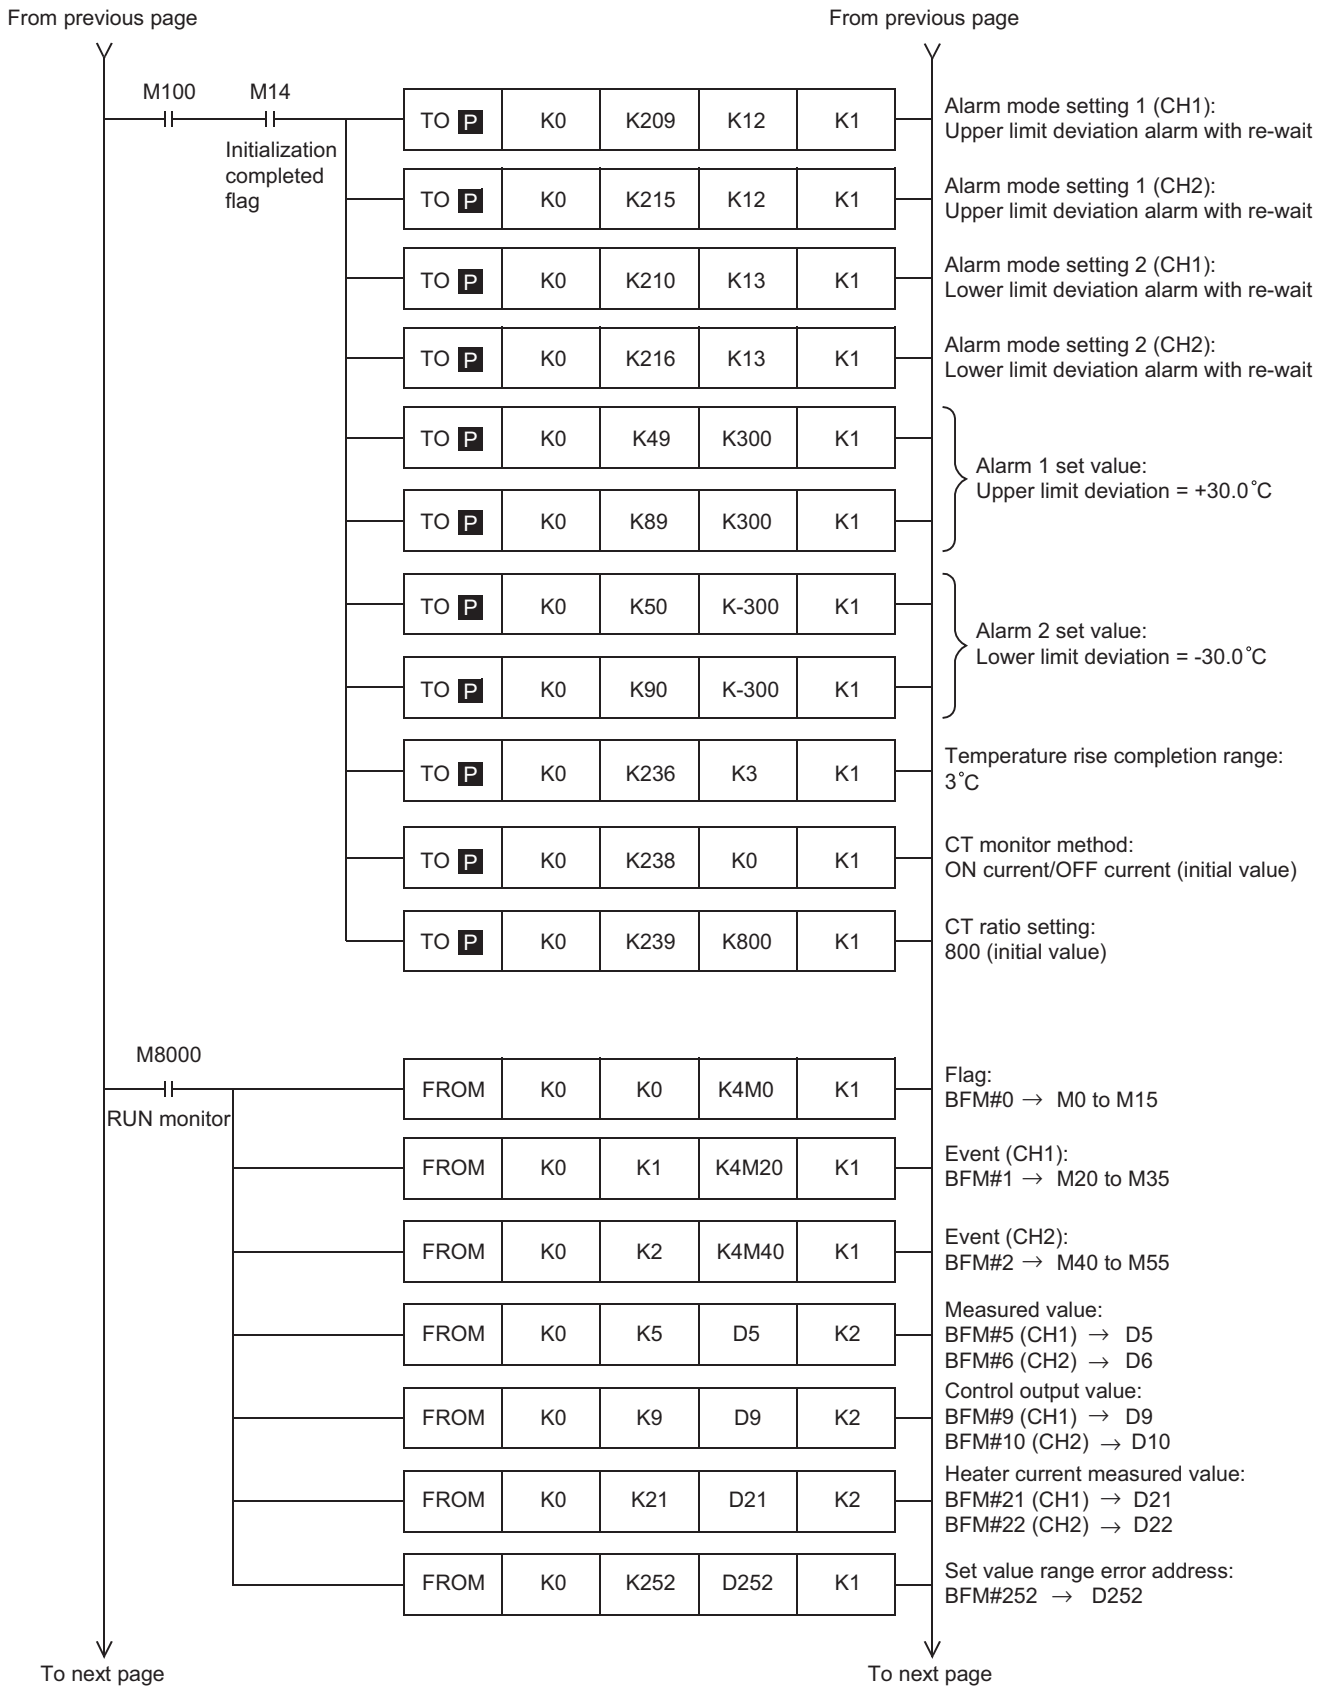 From previous page
From previous page
M100
M14
Initialization
completed
flag
TO P K0 K209 K12 K1
Alarm mode setting 1 (CH1):
Upper limit deviation alarm with re-wait
TO P K0 K215 K12 K1
Alarm mode setting 1 (CH2):
Upper limit deviation alarm with re-wait
TO P K0 K210 K13 K1
Alarm mode setting 2 (CH1):
Lower limit deviation alarm with re-wait
TO P K0 K216 K13 K1
Alarm mode setting 2 (CH2):
Lower limit deviation alarm with re-wait
TO P K0 K49 K300 K1
TO P K0 K89 K300 K1
Alarm 1 set value:
Upper limit deviation = +30.0°C
TO P K0 K50 K-300 K1
TO P K0 K90 K-300 K1
Alarm 2 set value:
Lower limit deviation = -30.0°C
TO P K0 K236 K3 K1
Temperature rise completion range:
3°C
TO P K0 K238 K0 K1
CT monitor method:
ON current/OFF current (initial value)
TO P K0 K239 K800 K1
CT ratio setting:
800 (initial value)
M8000
RUN monitor
FROM K0 K0 K4M0 K1
Flag:
BFM#0 → M0 to M15
FROM K0 K1 K4M20 K1
Event (CH1):
BFM#1 → M20 to M35
FROM K0 K2 K4M40 K1
Event (CH2):
BFM#2 → M40 to M55
FROM K0 K5 D5 K2
Measured value:
BFM#5 (CH1) → D5
BFM#6 (CH2) → D6
FROM K0 K9 D9 K2
Control output value:
BFM#9 (CH1) → D9
BFM#10 (CH2) → D10
FROM K0 K21 D21 K2
Heater current measured value:
BFM#21 (CH1) → D21
BFM#22 (CH2) → D22
FROM K0 K252 D252 K1
Set value range error address:
BFM#252 → D252
To next page
To next page